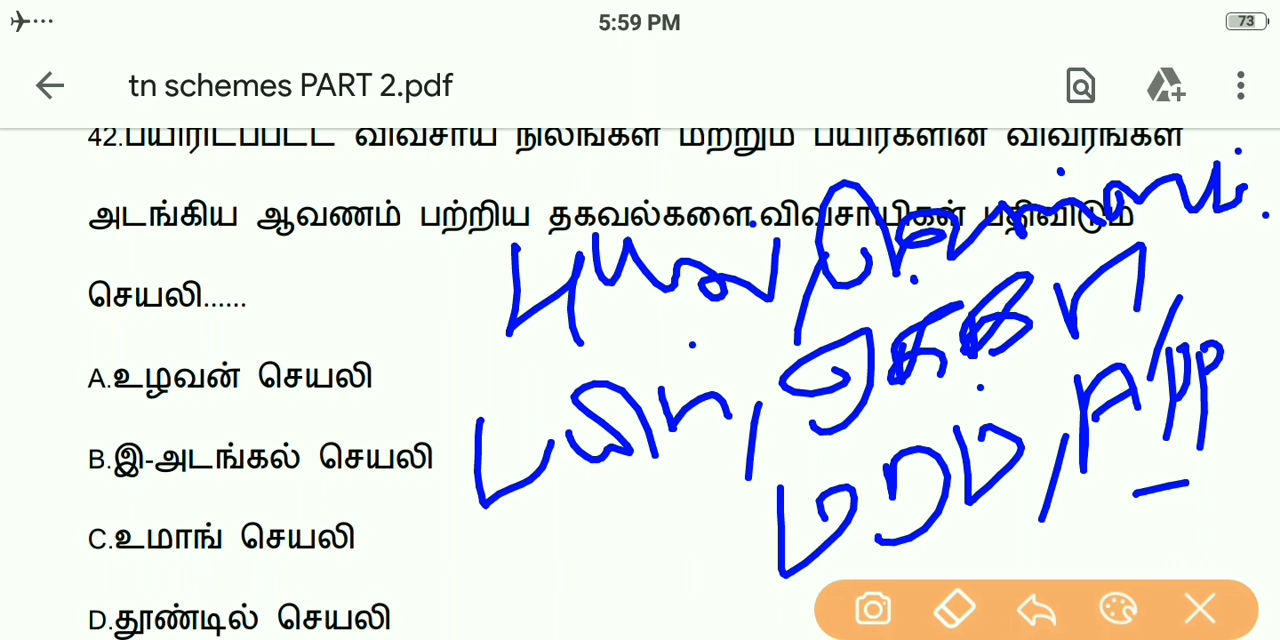 5:59 PM
73
tn schemes PART 2.pdf
42.பயிரிடப்பட்ட விவசாய நிலங்கள் மற்றும் பயிர்களின் விவரங்கள்
அடங்கிய ஆவணம் பற்றிய தகவல்களை விவசாயிகள் பதிவிடும்
செயலி......
A.உழவன் செயலி
B.இ-அடங்கல் செயலி
C.உமாங் செயலி
D.தூண்டில் செயலி